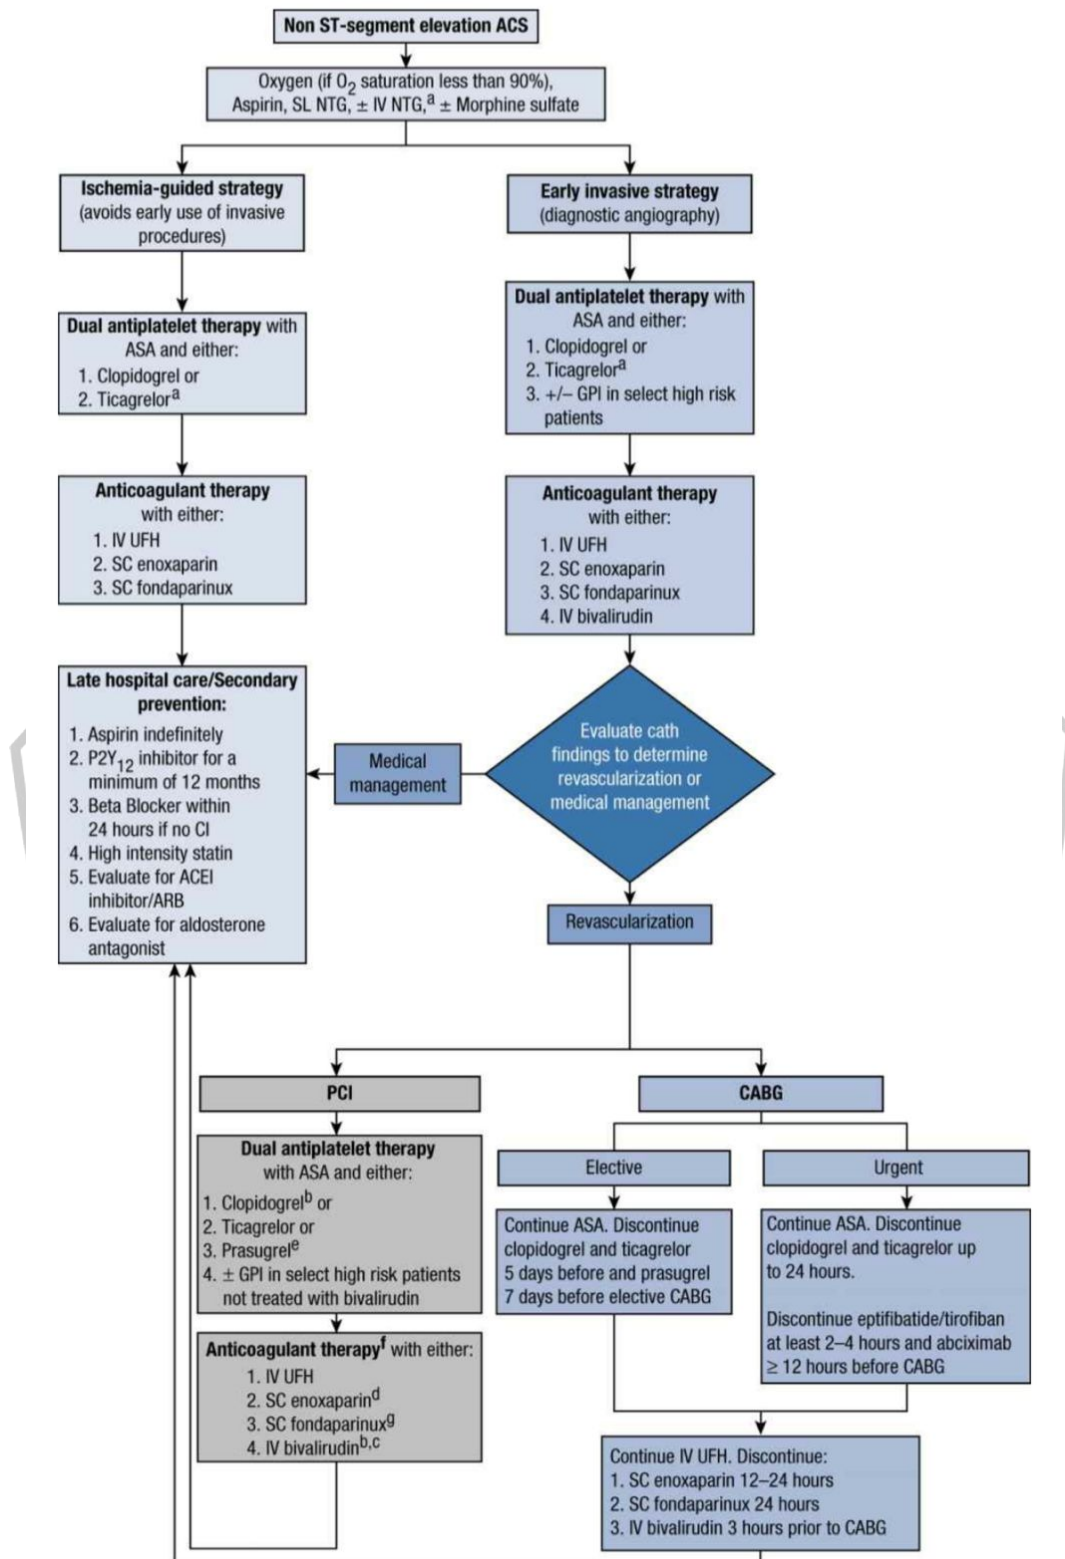 Non ST-segment elevation ACS
Oxygen (if O2 saturation less than 90%),
Aspirin, SL NTG, ± IV NTG,a ± Morphine sulfate
Ischemia-guided strategy
(avoids early use of invasive
procedures)
Early invasive strategy
(diagnostic angiography)
Dual antiplatelet therapy with
ASA and either:
1. Clopidogrel or
2. Ticagrelora
Dual antiplatelet therapy with
ASA and either:
1. Clopidogrel or
2. Ticagrelora
3. +/– GPI in select high risk
patients
Anticoagulant therapy
with either:
1. IV UFH
2. SC enoxaparin
3. SC fondaparinux
Anticoagulant therapy
with either:
1. IV UFH
2. SC enoxaparin
3. SC fondaparinux
4. IV bivalirudin
Late hospital care/Secondary
prevention:
1. Aspirin indefinitely
2. P2Y12 inhibitor for a
minimum of 12 months
3. Beta Blocker within
24 hours if no CI
4. High intensity statin
5. Evaluate for ACEI
inhibitor/ARB
6. Evaluate for aldosterone
antagonist
Medical
management
Evaluate cath
findings to determine
revascularization or
medical management
Revascularization
PCI
Dual antiplatelet therapy
with ASA and either:
1. Clopidogrelb or
2. Ticagrelor or
3. Prasugrele
4. ± GPI in select high risk patients
not treated with bivalirudin
Anticoagulant therapyf with either:
1. IV UFH
2. SC enoxaparind
3. SC fondaparinuxg
4. IV bivalirudinb,c
CABG
Elective
Urgent
Continue ASA. Discontinue
clopidogrel and ticagrelor
5 days before and prasugrel
7 days before elective CABG
Continue ASA. Discontinue
clopidogrel and ticagrelor up
to 24 hours.
Discontinue eptifibatide/tirofiban
at least 2–4 hours and abciximab
≥ 12 hours before CABG
Continue IV UFH. Discontinue:
1. SC enoxaparin 12–24 hours
2. SC fondaparinux 24 hours
3. IV bivalirudin 3 hours prior to CABG